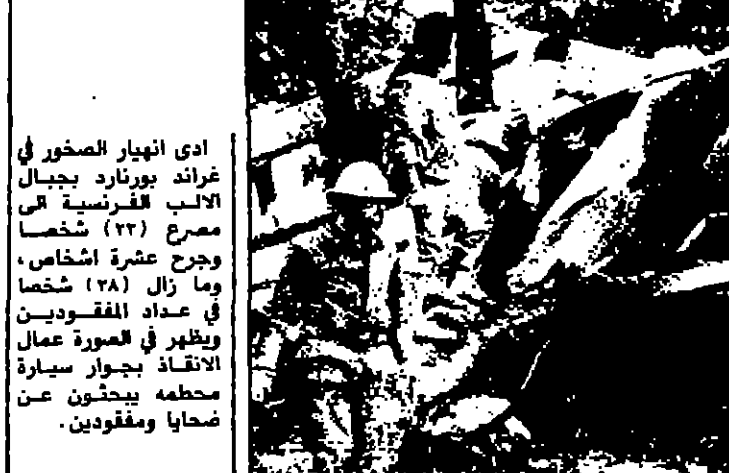 ادى انهيار الصخور في
غراند بورنارد بجبال
الالب الفرنسية الى
مصرع (٢٢) شخصا
وجرح عشرة اشخاص،
وما زال (٢٨) شخصا
في عداد المفقودين
ويظهر في الصورة عمال
الانقاذ بجوار سيارة
محطمه يبحثون عن
ضحايا ومفقودين.